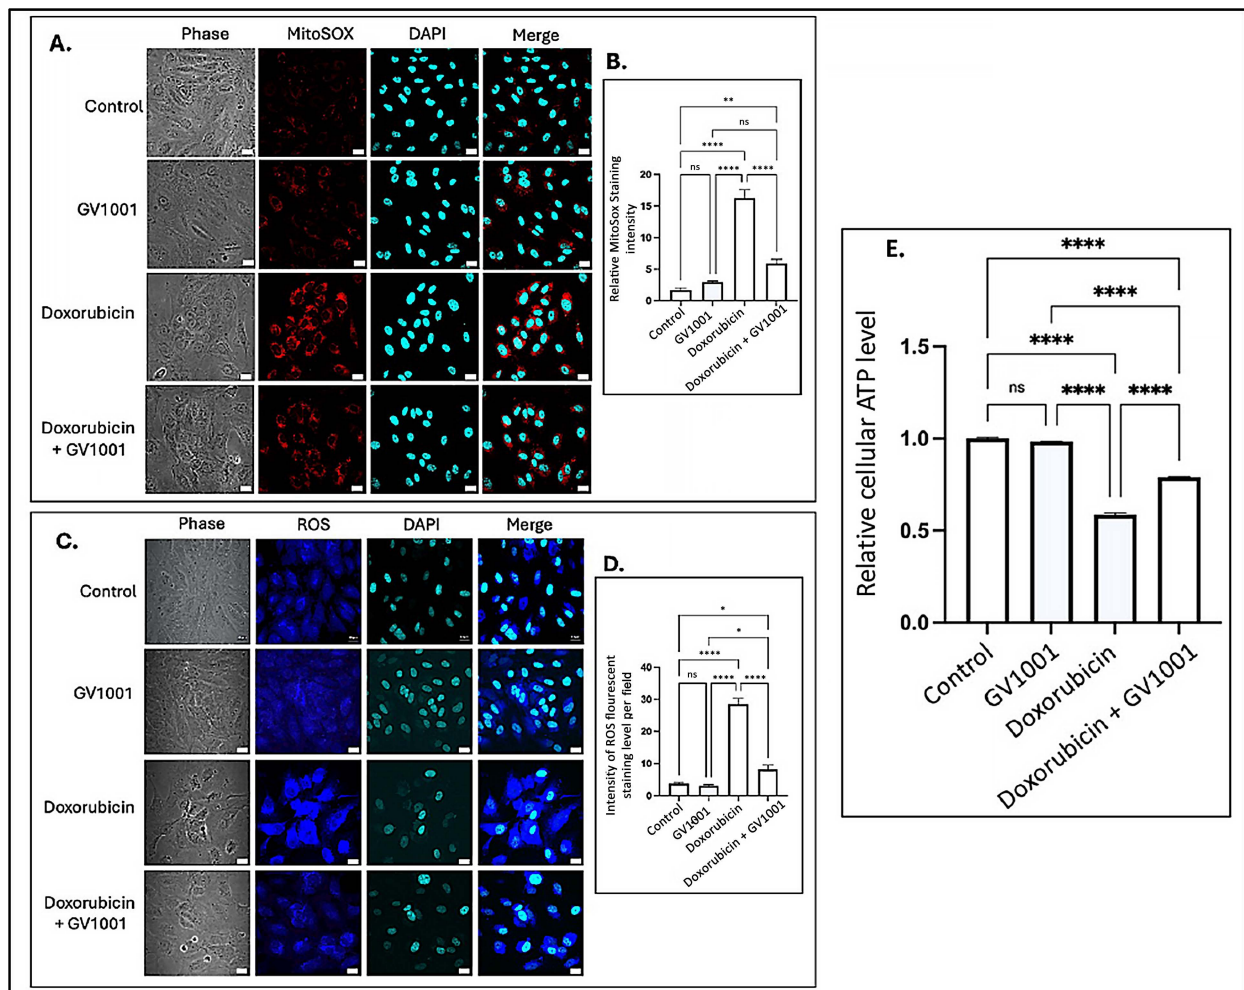 A.
Phase MitoSOX DAPI Merge
Control
GV1001
Doxorubicin
Doxorubicin
+ GV1001
B.
**
ns
****
ns **** ****
Relative MitoSox Staining
intensity
20
15
10
5
0
Control
GV1001
Doxorubicin
Doxorubicin + GV1001
C.
Phase ROS DAPI Merge
Control
GV1001
Doxorubicin
Doxorubicin
+ GV1001
D.
*
*
****
ns **** ****
Intensity of ROS flourescent
staining level per field
40
30
20
10
0
Control
GV1001
Doxorubicin
Doxorubicin + GV1001
E.
****
****
****
ns **** ****
Relative cellular ATP level
1.5
1.0
0.5
0.0
Control
GV1001
Doxorubicin
Doxorubicin + GV1001